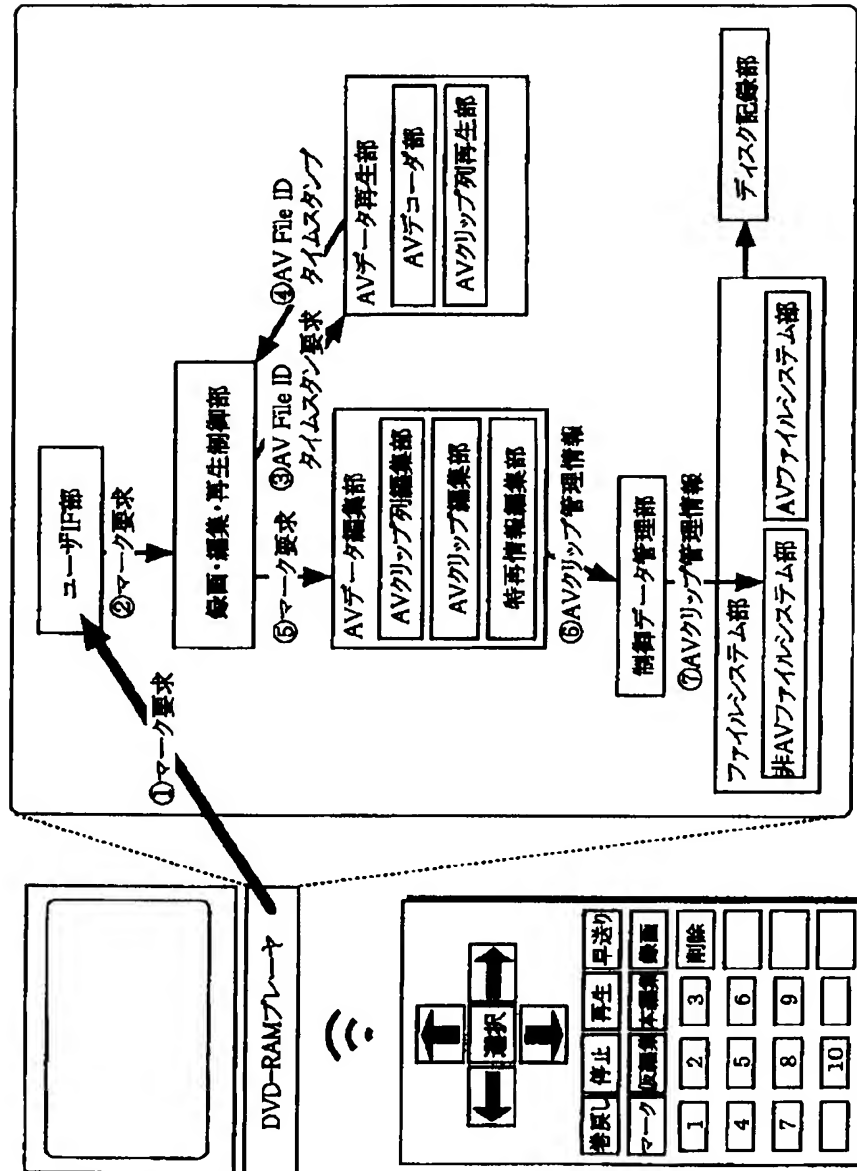 DVD-RAMプレーヤ
選択
巻戻し 停止 再生 早送り
マーク 仮編集 本編集 録画
1 2 3 削除
4 5 6
7 8 9
10
①マーク要求
ユーザIF部
②マーク要求
録画・編集・再生制御部
③AV File ID
タイムスタン要求
④AV File ID
タイムスタンプ
AVデータ再生部
AVデコーダ部
AVクリップ列再生部
⑤マーク要求
AVデータ編集部
AVクリップ列編集部
AVクリップ編集部
特再情報編集部
⑥AVクリップ管理情報
制御データ管理部
⑦AVクリップ管理情報
ファイルシステム部
非AVファイルシステム部
AVファイルシステム部
ディスク記録部